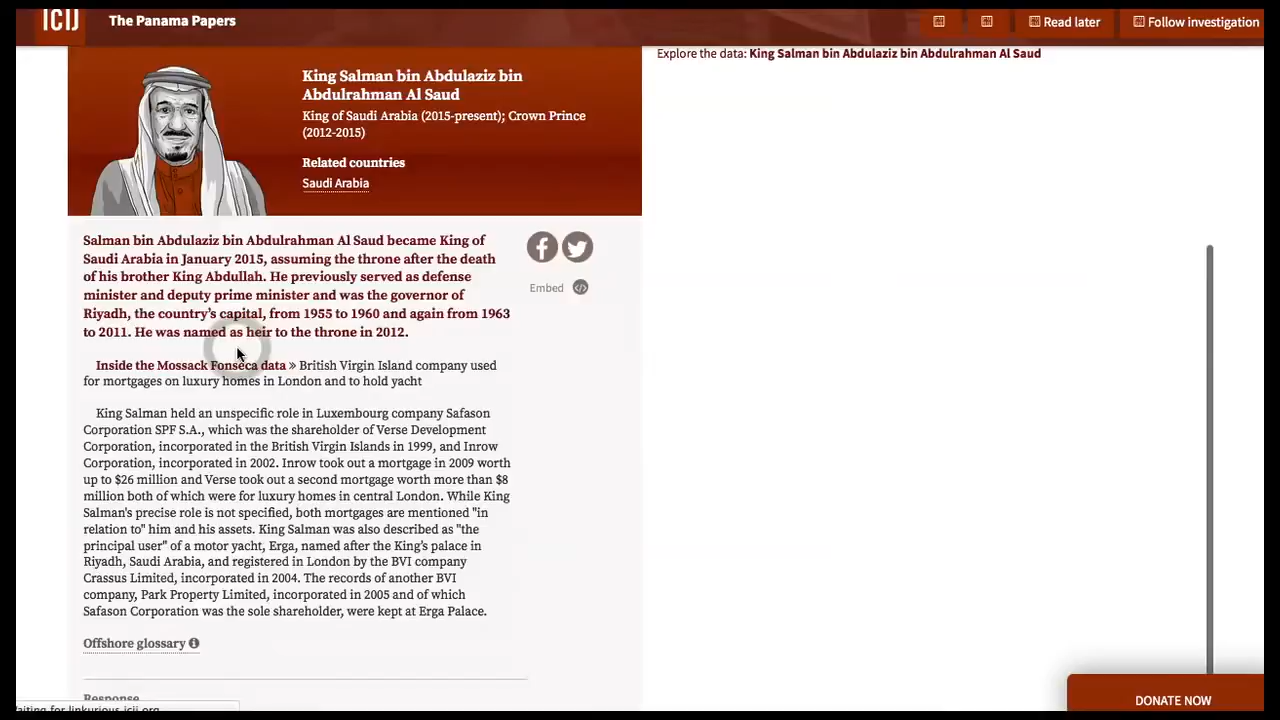 ICIJ
The Panama Papers
Read later
Follow investigation
King Salman bin Abdulaziz bin
Abdulrahman Al Saud
King of Saudi Arabia (2015-present); Crown Prince
(2012-2015)
Related countries
Saudi Arabia
Explore the data: King Salman bin Abdulaziz bin Abdulrahman Al Saud
Salman bin Abdulaziz bin Abdulrahman Al Saud became King of
Saudi Arabia in January 2015, assuming the throne after the death
of his brother King Abdullah. He previously served as defense
minister and deputy prime minister and was the governor of
Riyadh, the country's capital, from 1955 to 1960 and again from 1963
to 2011. He was named as heir to the throne in 2012.
Embed
Inside the Mossack Fonseca data » British Virgin Island company used
for mortgages on luxury homes in London and to hold yacht
King Salman held an unspecific role in Luxembourg company Safason
Corporation SPF S.A., which was the shareholder of Verse Development
Corporation, incorporated in the British Virgin Islands in 1999, and Inrow
Corporation, incorporated in 2002. Inrow took out a mortgage in 2009 worth
up to $26 million and Verse took out a second mortgage worth more than $8
million both of which were for luxury homes in central London. While King
Salman's precise role is not specified, both mortgages are mentioned "in
relation to" him and his assets. King Salman was also described as "the
principal user" of a motor yacht, Erga, named after the King's palace in
Riyadh, Saudi Arabia, and registered in London by the BVI company
Crassus Limited, incorporated in 2004. The records of another BVI
company, Park Property Limited, incorporated in 2005 and of which
Safason Corporation was the sole shareholder, were kept at Erga Palace.
Offshore glossary
Response
Waiting for linkurious.icij.org
DONATE NOW